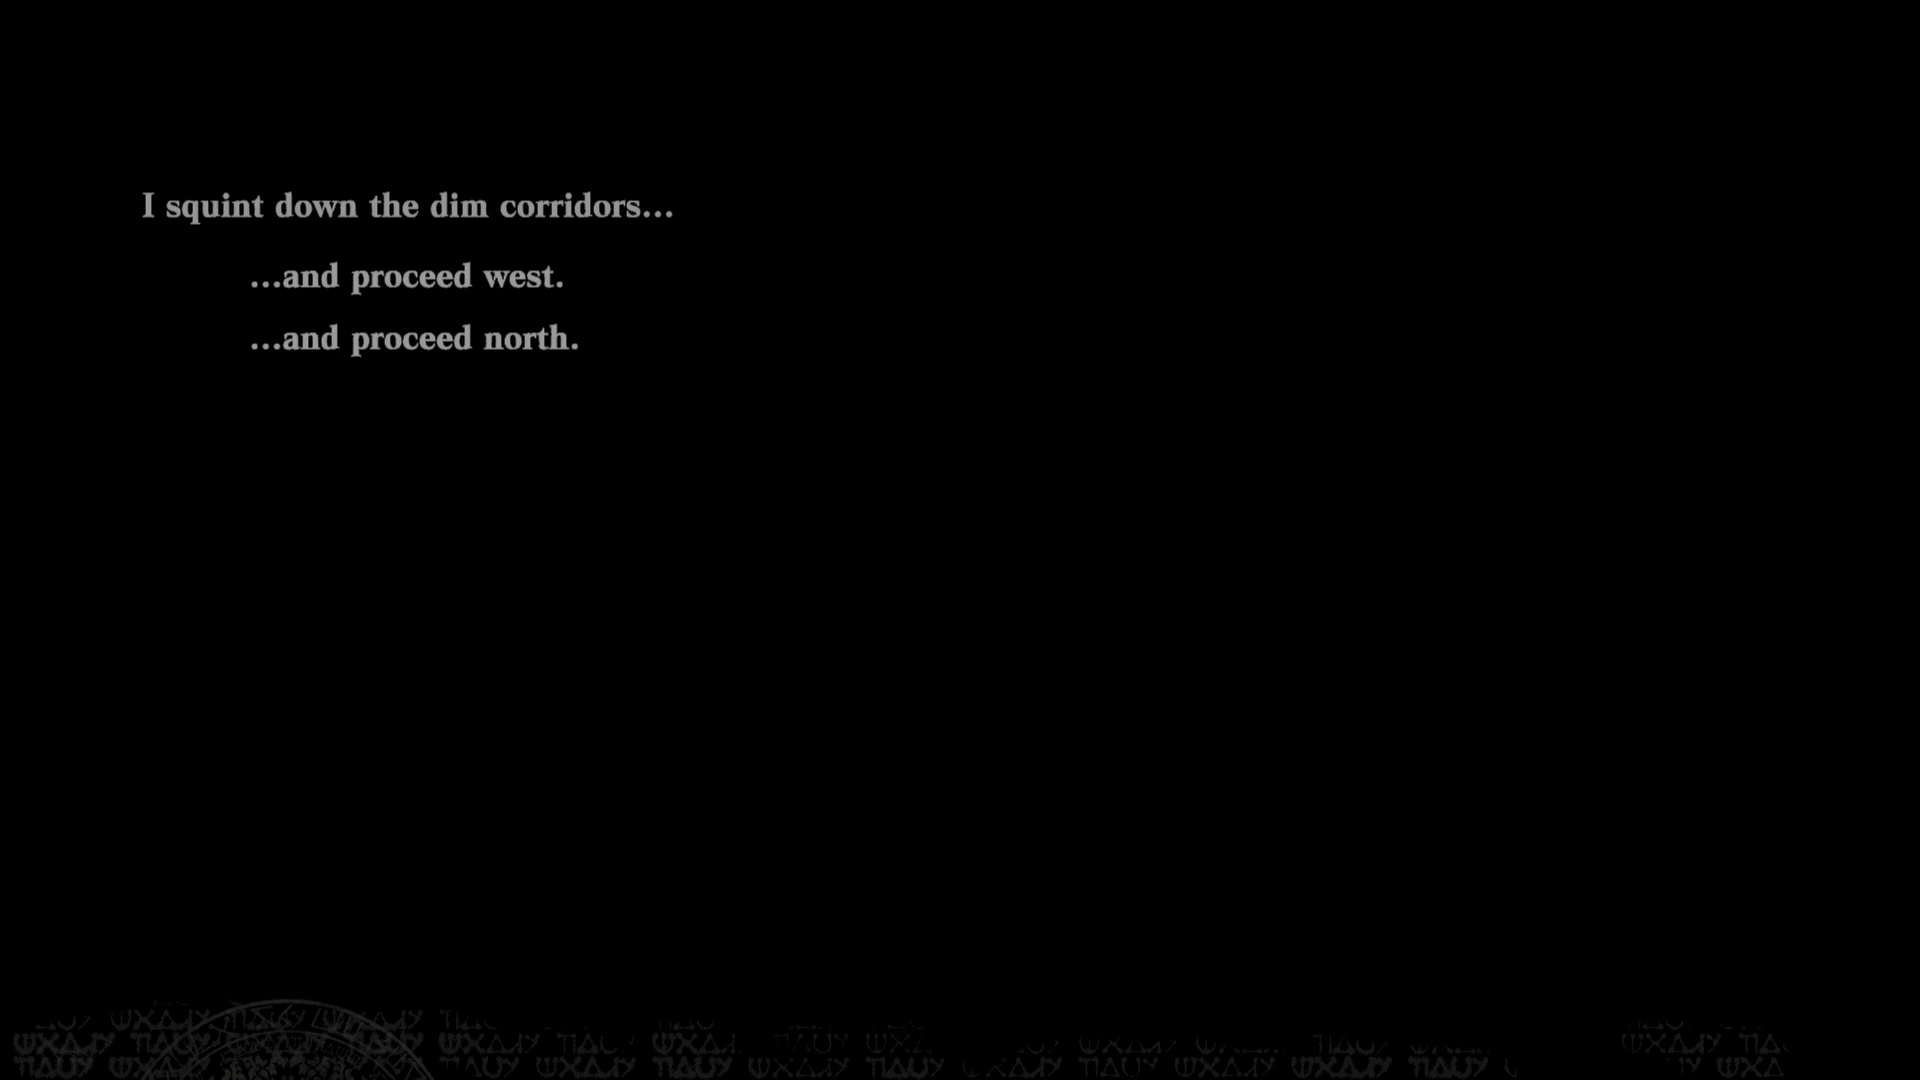 I squint down the dim corridors…
…and proceed west.
…and proceed north.